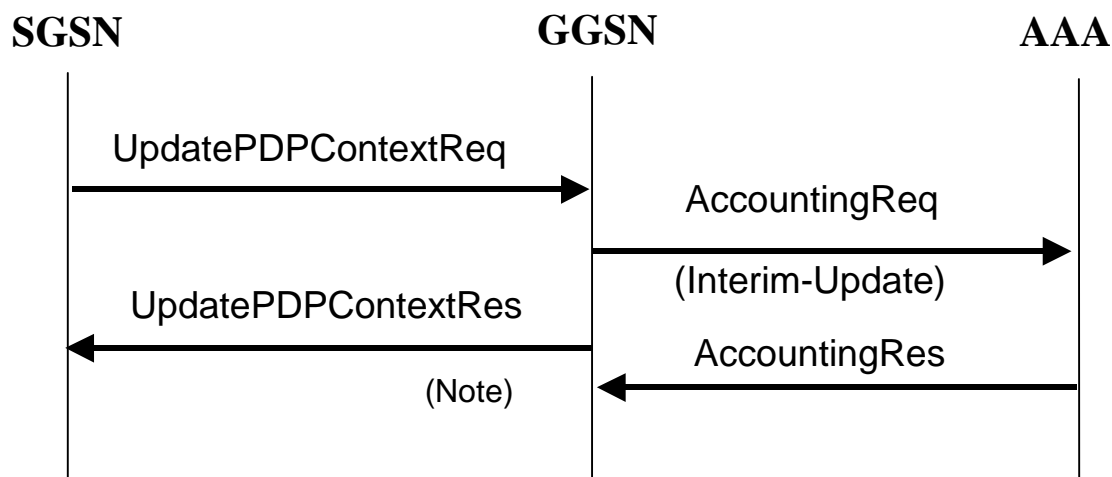 SGSN GGSN AAA
UpdatePDPContextReq
AccountingReq
(Interim-Update)
UpdatePDPContextRes
AccountingRes
(Note)